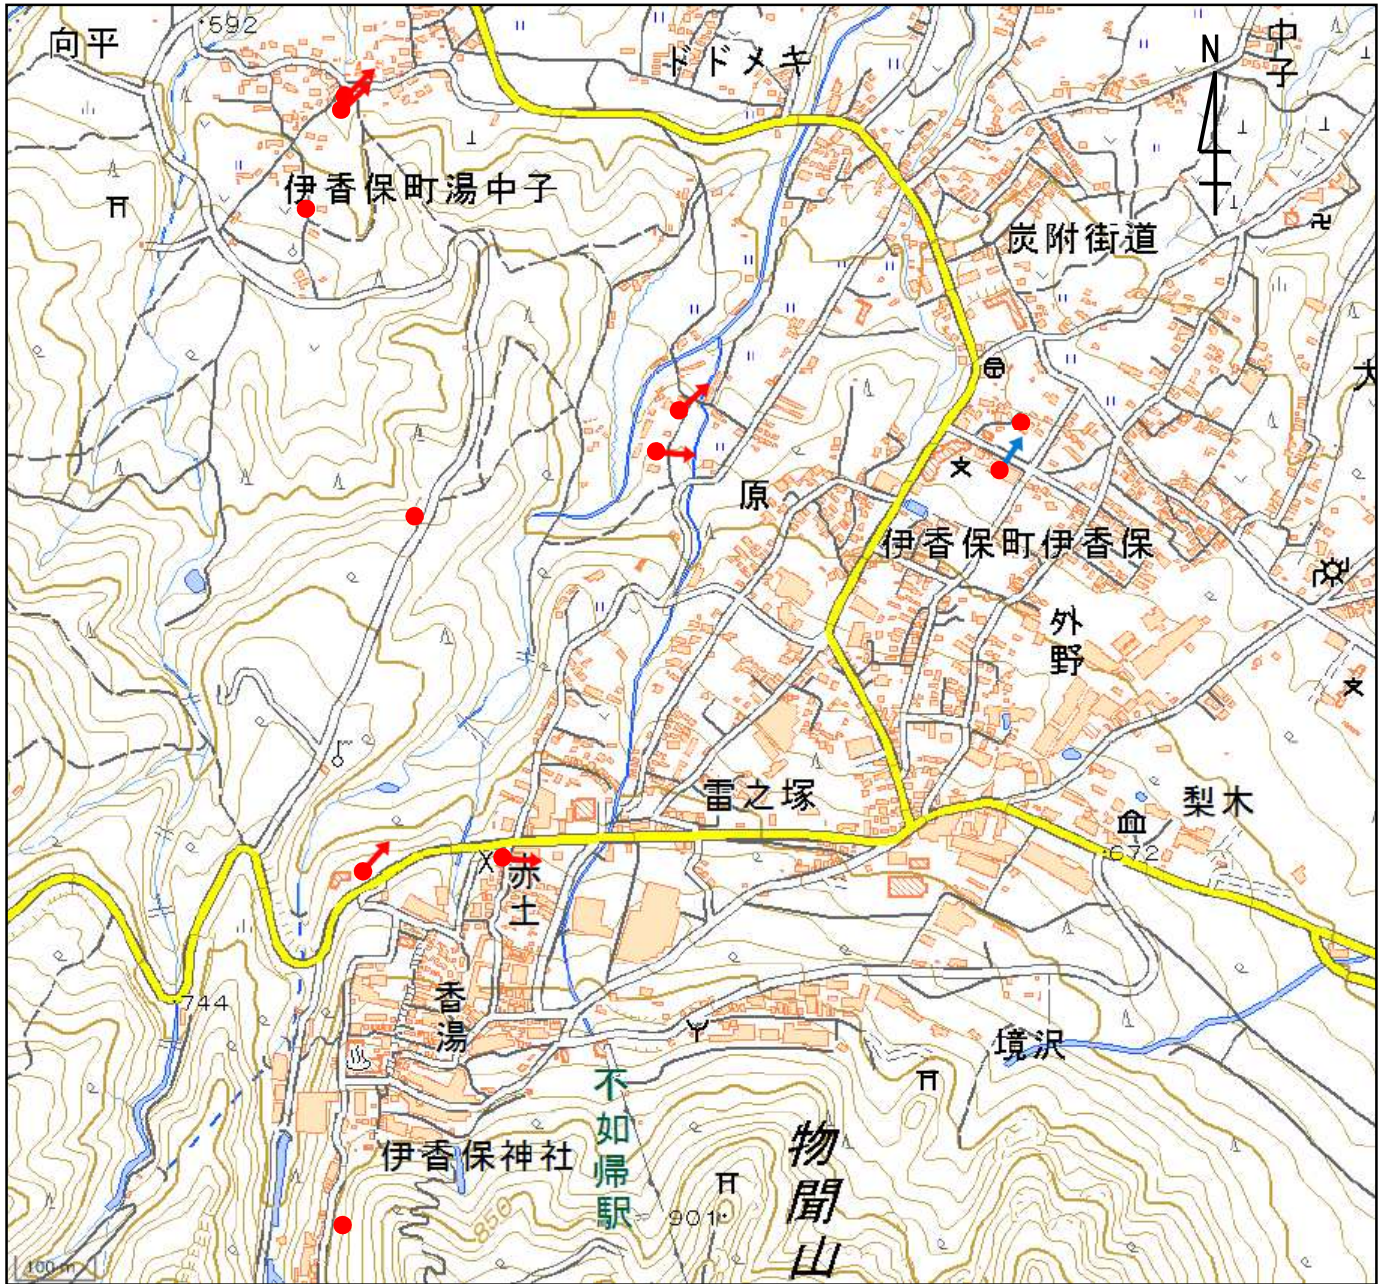 592
向平
ドドメキ
中子
N
伊香保町湯中子
炭附街道
大
原
伊香保町伊香保
外野
雷之塚
梨木
672
赤土
744
香湯
境沢
不如帰駅
物聞山
伊香保神社
850
901
100 m